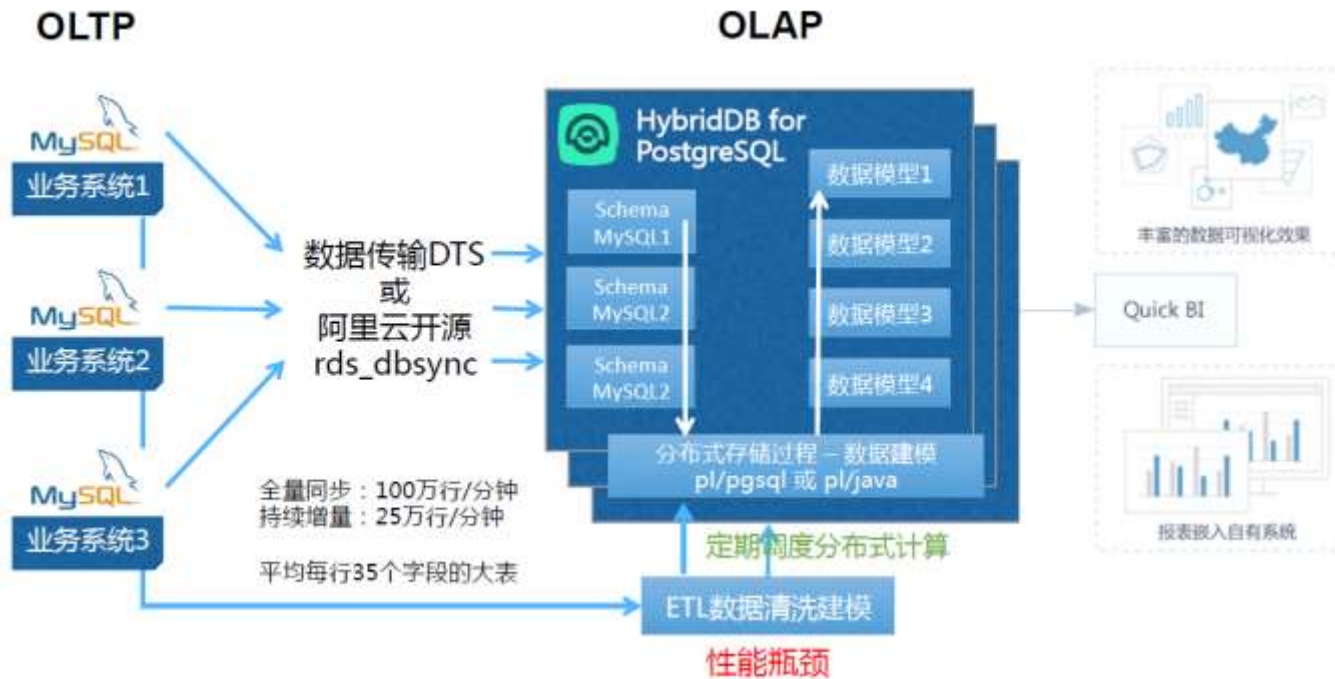 OLTP
OLAP
MySQL
业务系统1
MySQL
业务系统2
MySQL
业务系统3
数据传输DTS
或
阿里云开源
rds_dbsync
全量同步：100万行/分钟
持续增量：25万行/分钟
平均每行35个字段的大表
HybridDB for
PostgreSQL
Schema
MySQL1
Schema
MySQL2
Schema
MySQL2
数据模型1
数据模型2
数据模型3
数据模型4
分布式存储过程 – 数据建模
pl/pgsql 或 pl/java
定期调度分布式计算
ETL数据清洗建模
性能瓶颈
丰富的数据可视化效果
Quick BI
报表嵌入自有系统